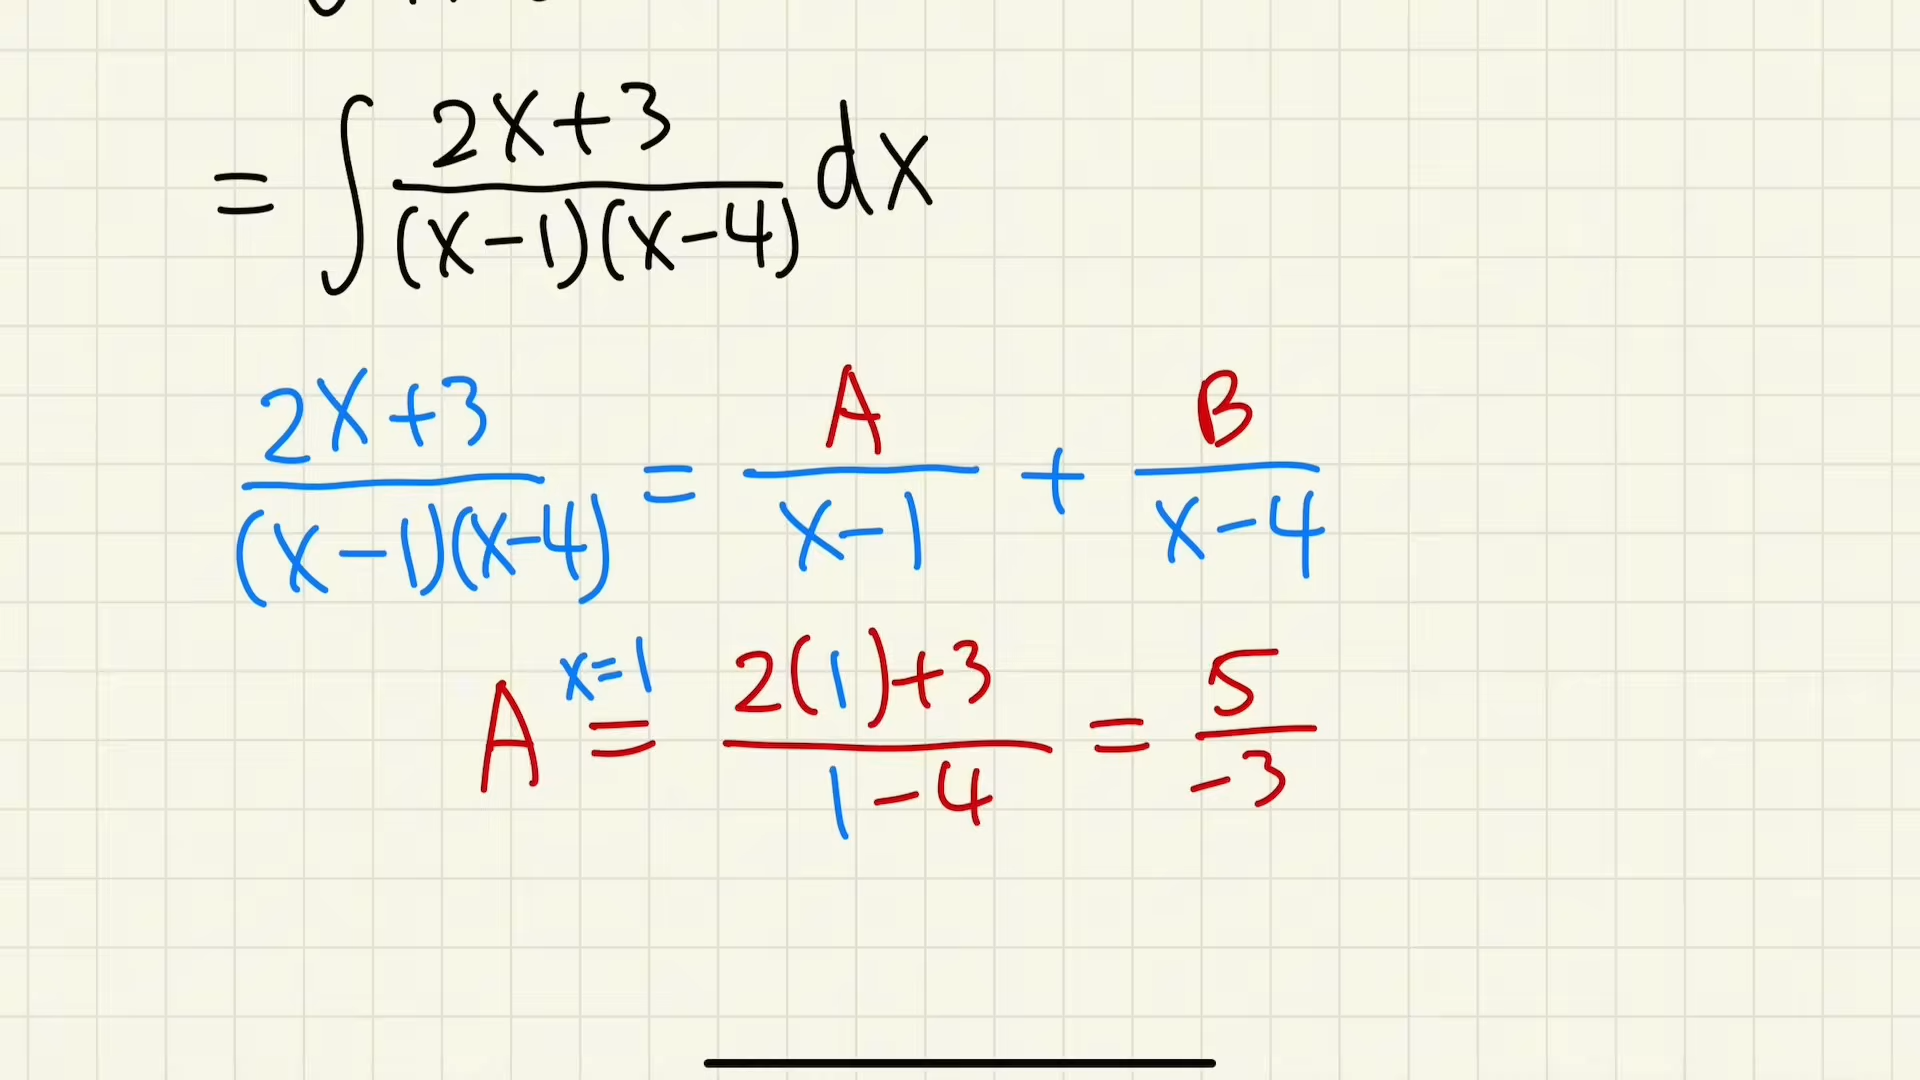 = ∫ (2x+3)/((x-1)(x-4)) dx
(2x+3)/((x-1)(x-4)) = A/(x-1) + B/(x-4)
A =^{x=1} (2(1)+3)/(1-4) = 5/-3